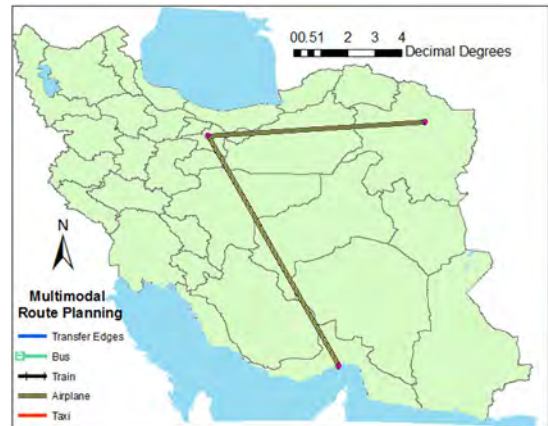 00.51 2 3 4
Decimal Degrees
N
Multimodal
Route Planning
Transfer Edges
Bus
Train
Airplane
Taxi